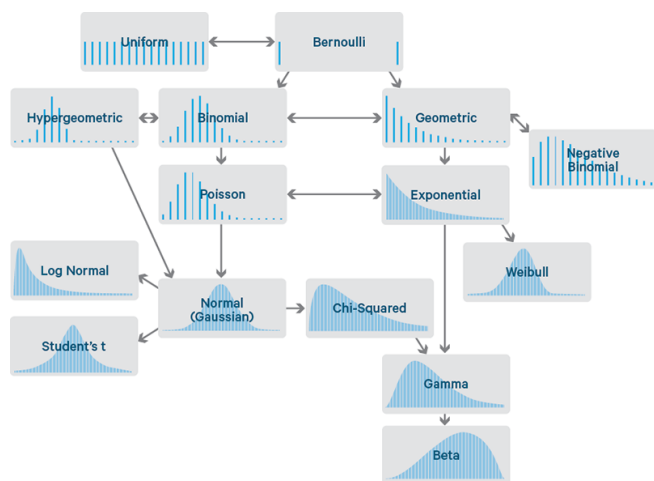 Uniform
Bernoulli
Hypergeometric
Binomial
Geometric
Negative
Binomial
Poisson
Exponential
Log Normal
Weibull
Normal
(Gaussian)
Chi-Squared
Student's t
Gamma
Beta